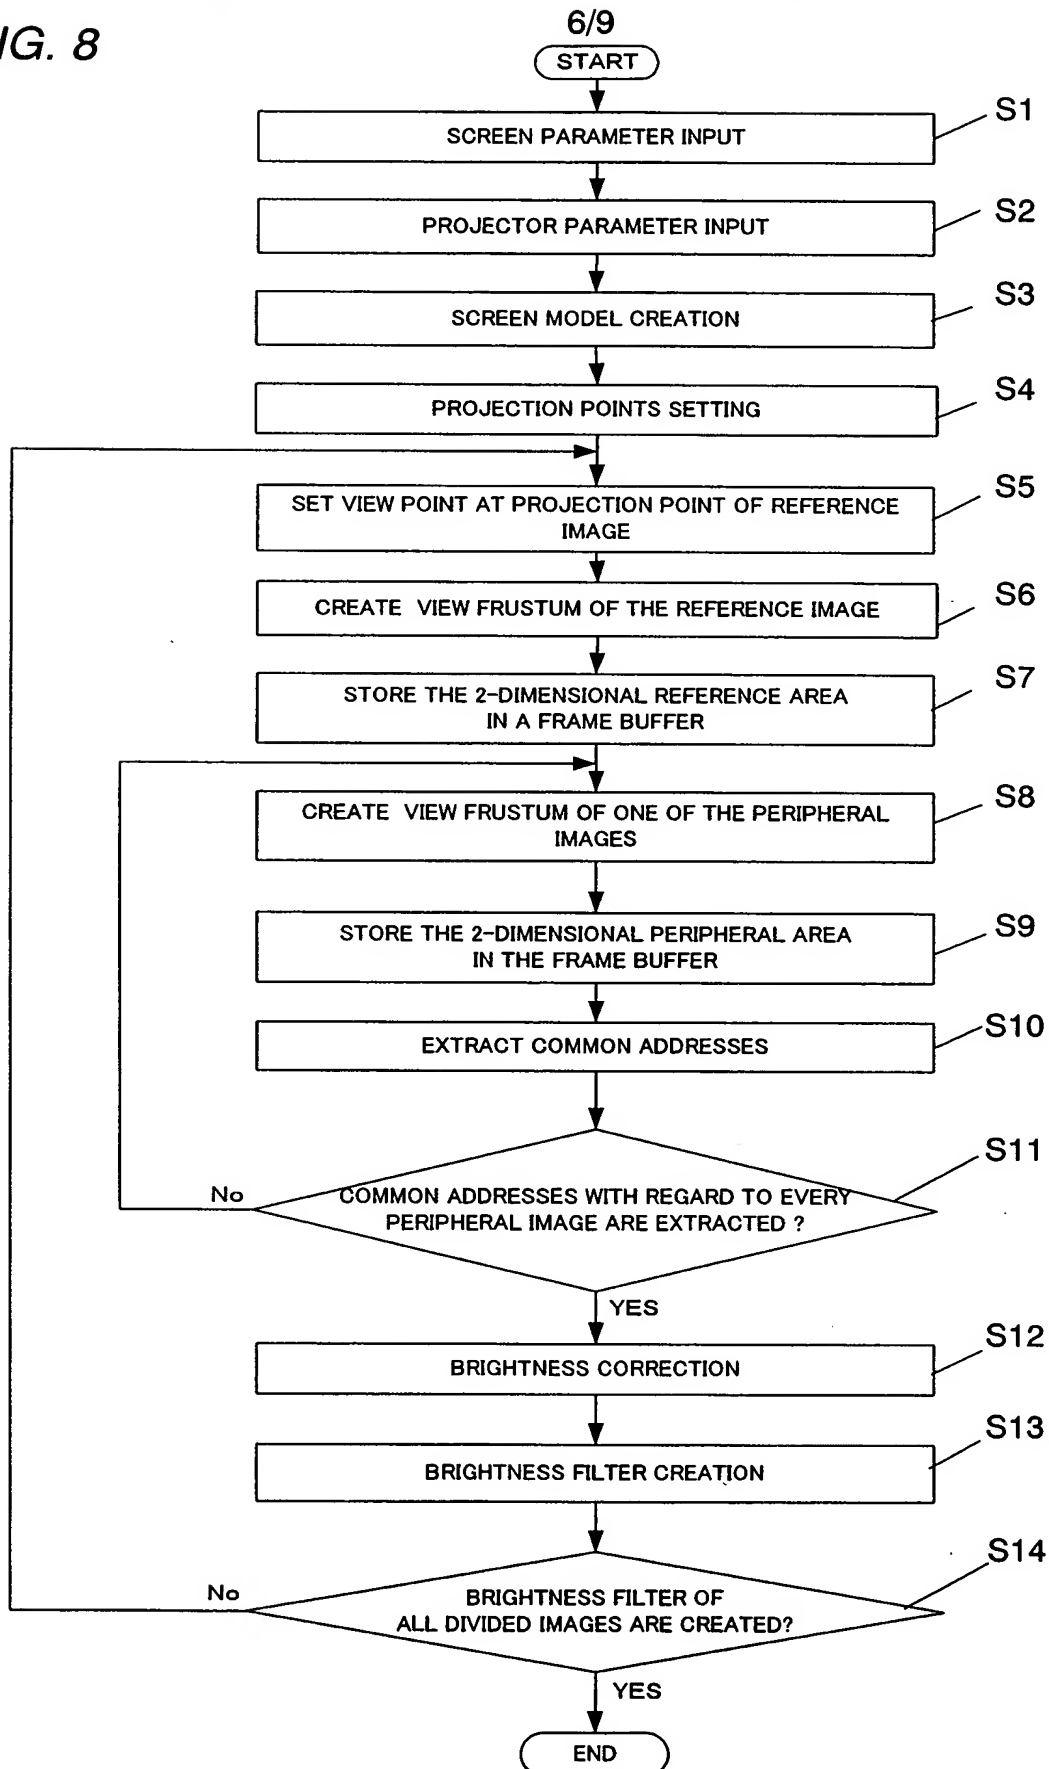 6/9
IG. 8
START
SCREEN PARAMETER INPUT
S1
PROJECTOR PARAMETER INPUT
S2
SCREEN MODEL CREATION
S3
PROJECTION POINTS SETTING
S4
SET VIEW POINT AT PROJECTION POINT OF REFERENCE
IMAGE
S5
CREATE VIEW FRUSTUM OF THE REFERENCE IMAGE
S6
STORE THE 2-DIMENSIONAL REFERENCE AREA
IN A FRAME BUFFER
S7
CREATE VIEW FRUSTUM OF ONE OF THE PERIPHERAL
IMAGES
S8
STORE THE 2-DIMENSIONAL PERIPHERAL AREA
IN THE FRAME BUFFER
S9
EXTRACT COMMON ADDRESSES
S10
COMMON ADDRESSES WITH REGARD TO EVERY
PERIPHERAL IMAGE ARE EXTRACTED ?
S11
No
YES
BRIGHTNESS CORRECTION
S12
BRIGHTNESS FILTER CREATION
S13
BRIGHTNESS FILTER OF
ALL DIVIDED IMAGES ARE CREATED?
S14
No
YES
END